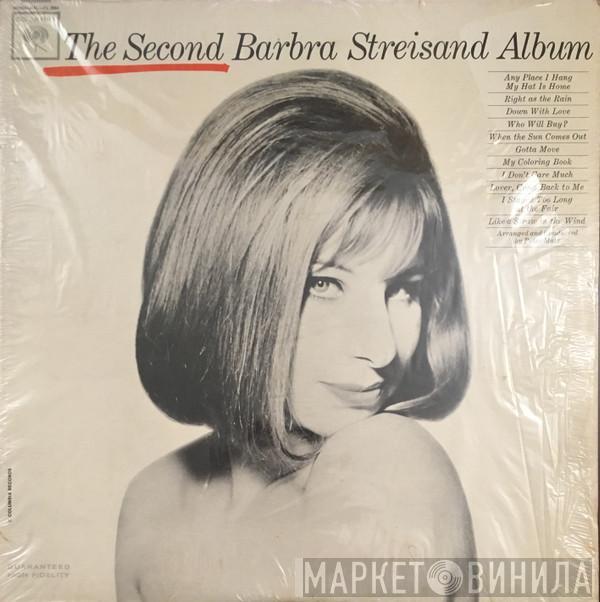 COLUMBIA
The Second Barbra Streisand Album
Any Place I Hang
My Hat Is Home
Right as the Rain
Down With Love
Who Will Buy?
When the Sun Comes Out
Gotta Move
My Coloring Book
I Don't Care Much
Lover, Come Back to Me
I Stayed Too Long
at the Fair
Like a Straw in the Wind
Arranged and Conducted
by Peter Matz
COLUMBIA RECORDS
GUARANTEED
HIGH FIDELITY
МАРКЕТ ВИНИЛА